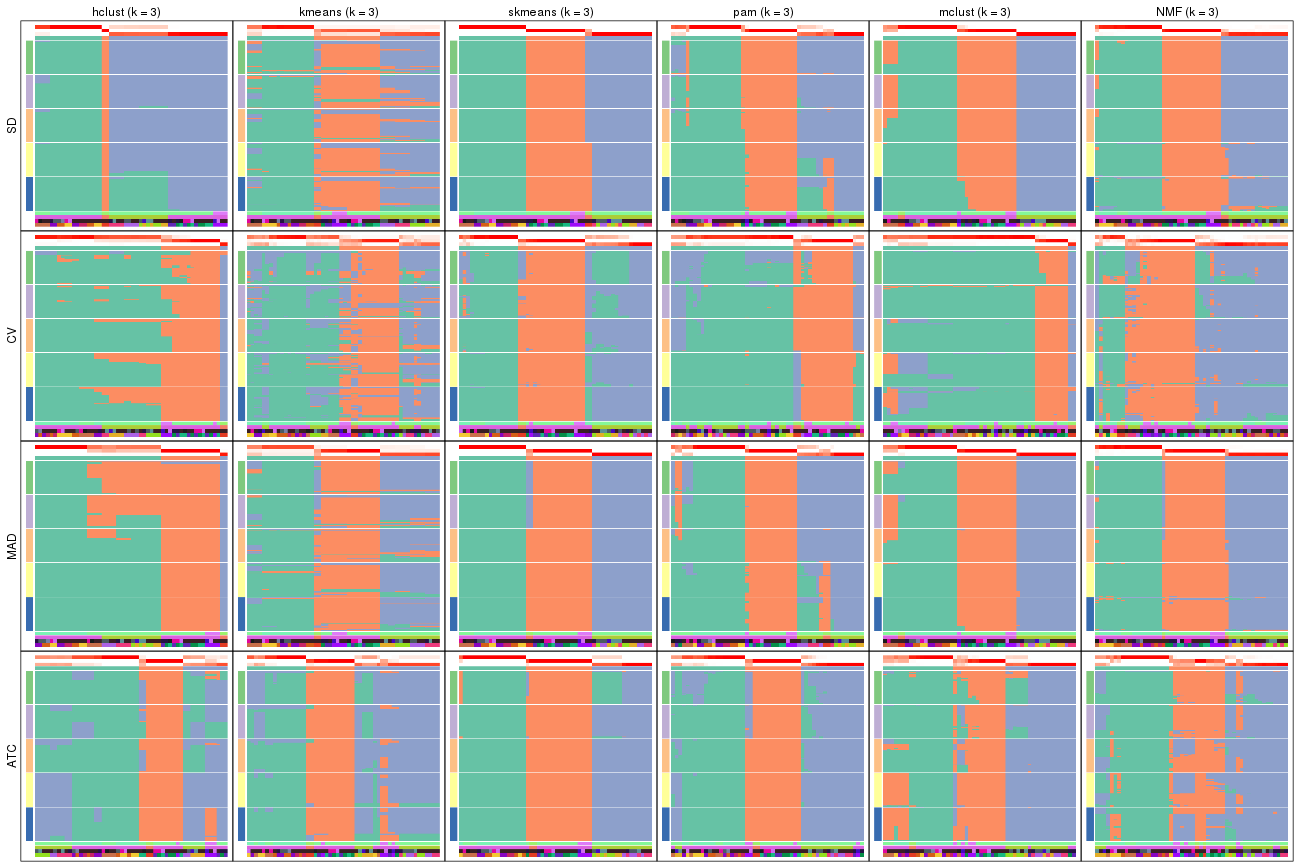 hclust (k = 3)
kmeans (k = 3)
skmeans (k = 3)
pam (k = 3)
mclust (k = 3)
NMF (k = 3)
SD
CV
MAD
ATC